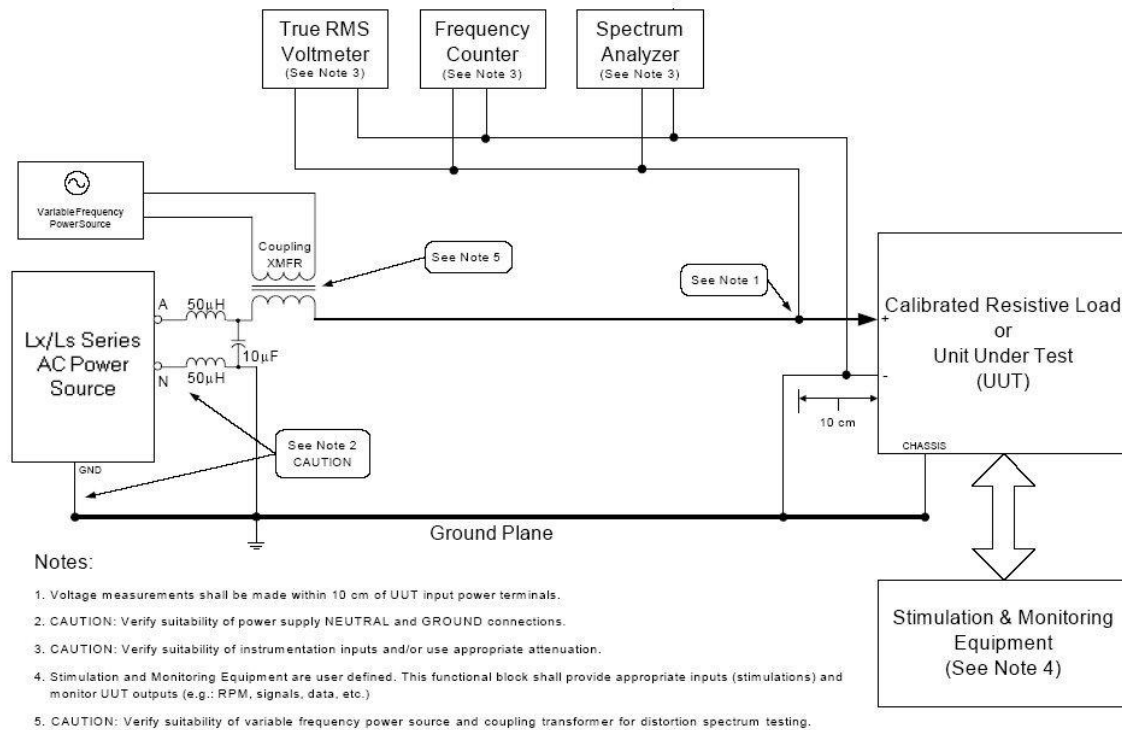 True RMS
Voltmeter
(See Note 3)
Frequency
Counter
(See Note 3)
Spectrum
Analyzer
(See Note 3)
Variable Frequency
Power Source
Coupling
XMFR
See Note 5
See Note 1
Lx/Ls Series
AC Power
Source
A
50µH
10µF
N
50µH
GND
See Note 2
CAUTION
+
Calibrated Resistive Load
or
Unit Under Test
(UUT)
-
10 cm
CHASSIS
Ground Plane
Stimulation & Monitoring
Equipment
(See Note 4)
Notes:
1. Voltage measurements shall be made within 10 cm of UUT input power terminals.
2. CAUTION: Verify suitability of power supply NEUTRAL and GROUND connections.
3. CAUTION: Verify suitability of instrumentation inputs and/or use appropriate attenuation.
4. Stimulation and Monitoring Equipment are user defined. This functional block shall provide appropriate inputs (stimulations) and
monitor UUT outputs (e.g.: RPM, signals, data, etc.)
5. CAUTION: Verify suitability of variable frequency power source and coupling transformer for distortion spectrum testing.